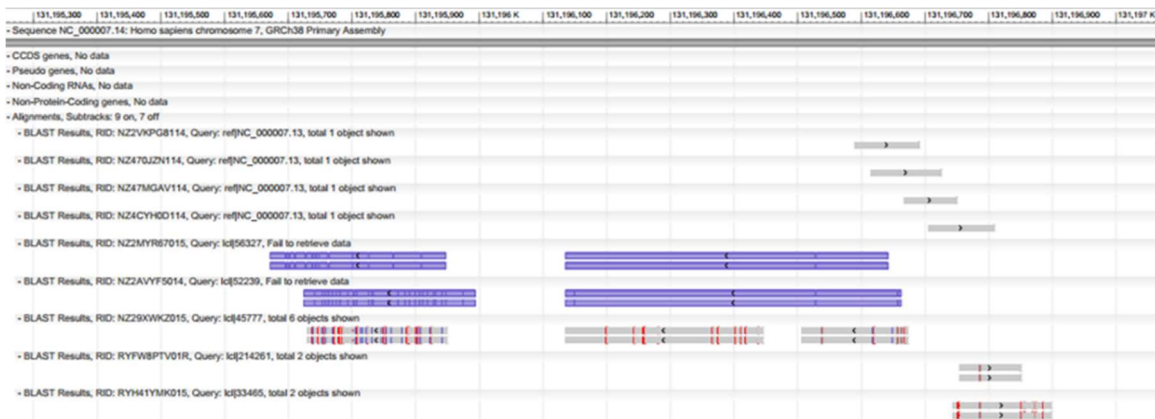 131,195,300 131,195,400 131,195,500 131,195,600 131,195,700 131,195,800 131,195,900 131,196 K 131,196,100 131,196,200 131,196,300 131,196,400 131,196,500 131,196,600 131,196,700 131,196,800 131,196,900 131,197 K
- Sequence NC_000007.14: Homo sapiens chromosome 7, GRCh38 Primary Assembly
- CCDS genes, No data
- Pseudo genes, No data
- Non-Coding RNAs, No data
- Non-Protein-Coding genes, No data
- Alignments, Subtracks: 9 on, 7 off
- BLAST Results, RID: NZ2VKPG8114, Query: ref|NC_000007.13, total 1 object shown
- BLAST Results, RID: NZ470JZN114, Query: ref|NC_000007.13, total 1 object shown
- BLAST Results, RID: NZ47MGAV114, Query: ref|NC_000007.13, total 1 object shown
- BLAST Results, RID: NZ4CYH0D114, Query: ref|NC_000007.13, total 1 object shown
- BLAST Results, RID: NZ2MYR67015, Query: lcl|56327, Fail to retrieve data
- BLAST Results, RID: NZ2AVYF5014, Query: lcl|52239, Fail to retrieve data
- BLAST Results, RID: NZ29XWKZ015, Query: lcl|45777, total 6 objects shown
- BLAST Results, RID: RYFW8PTV01R, Query: lcl|214261, total 2 objects shown
- BLAST Results, RID: RYH41YMK015, Query: lcl|33465, total 2 objects shown